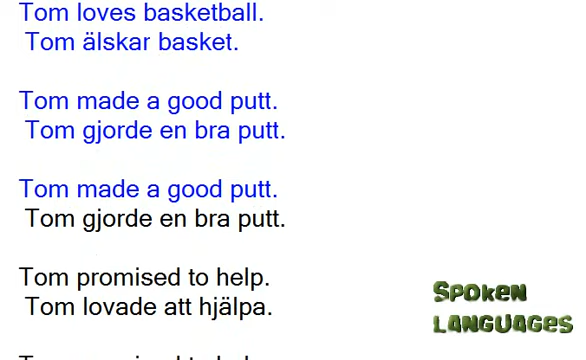 Tom loves basketball.
Tom älskar basket.
Tom made a good putt.
Tom gjorde en bra putt.
Tom made a good putt.
Tom gjorde en bra putt.
Tom promised to help.
Tom lovade att hjälpa.
Spoken
Languages